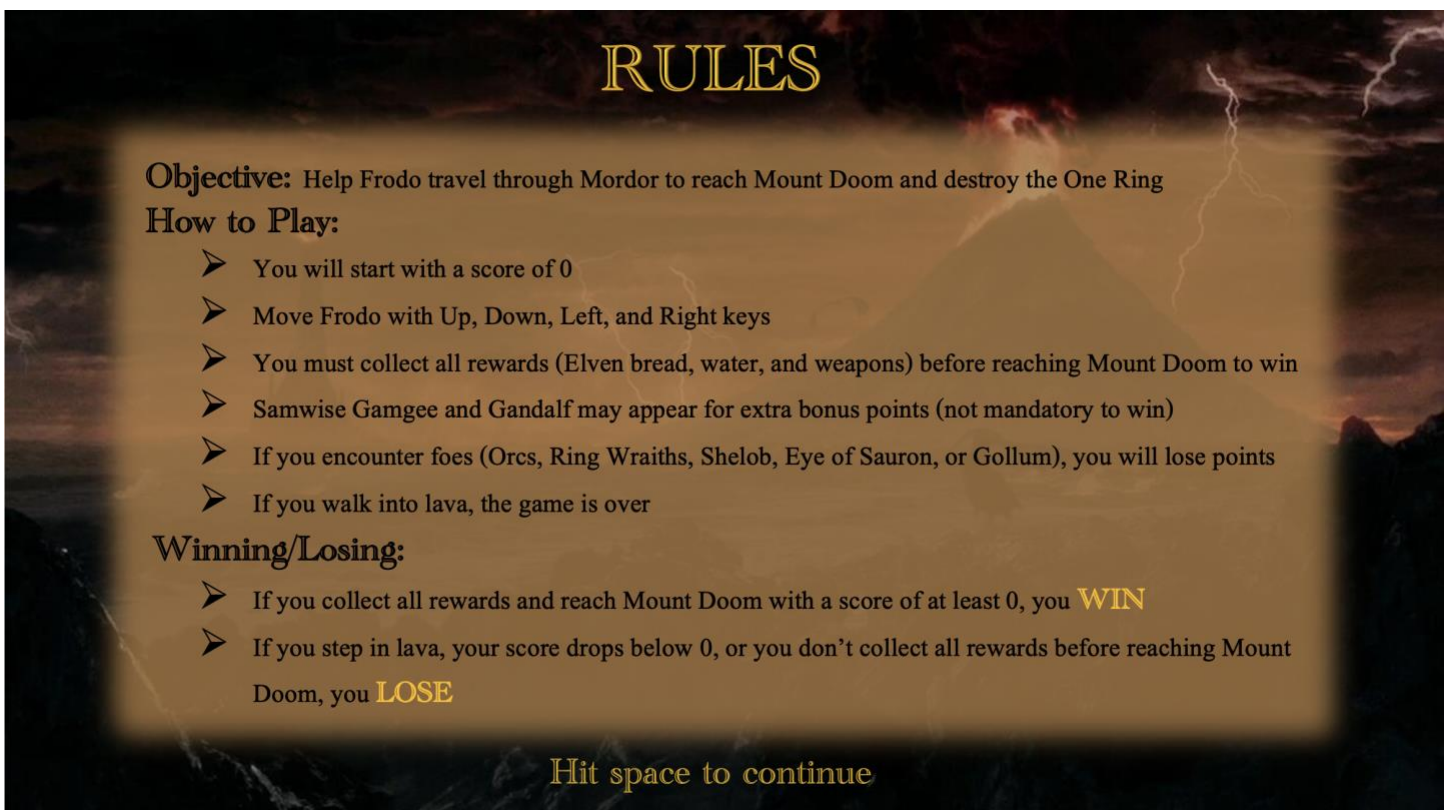 RULES
Objective: Help Frodo travel through Mordor to reach Mount Doom and destroy the One Ring
How to Play:
➢ You will start with a score of 0
➢ Move Frodo with Up, Down, Left, and Right keys
➢ You must collect all rewards (Elven bread, water, and weapons) before reaching Mount Doom to win
➢ Samwise Gamgee and Gandalf may appear for extra bonus points (not mandatory to win)
➢ If you encounter foes (Orcs, Ring Wraiths, Shelob, Eye of Sauron, or Gollum), you will lose points
➢ If you walk into lava, the game is over
Winning/Losing:
➢ If you collect all rewards and reach Mount Doom with a score of at least 0, you WIN
➢ If you step in lava, your score drops below 0, or you don’t collect all rewards before reaching Mount
Doom, you LOSE
Hit space to continue